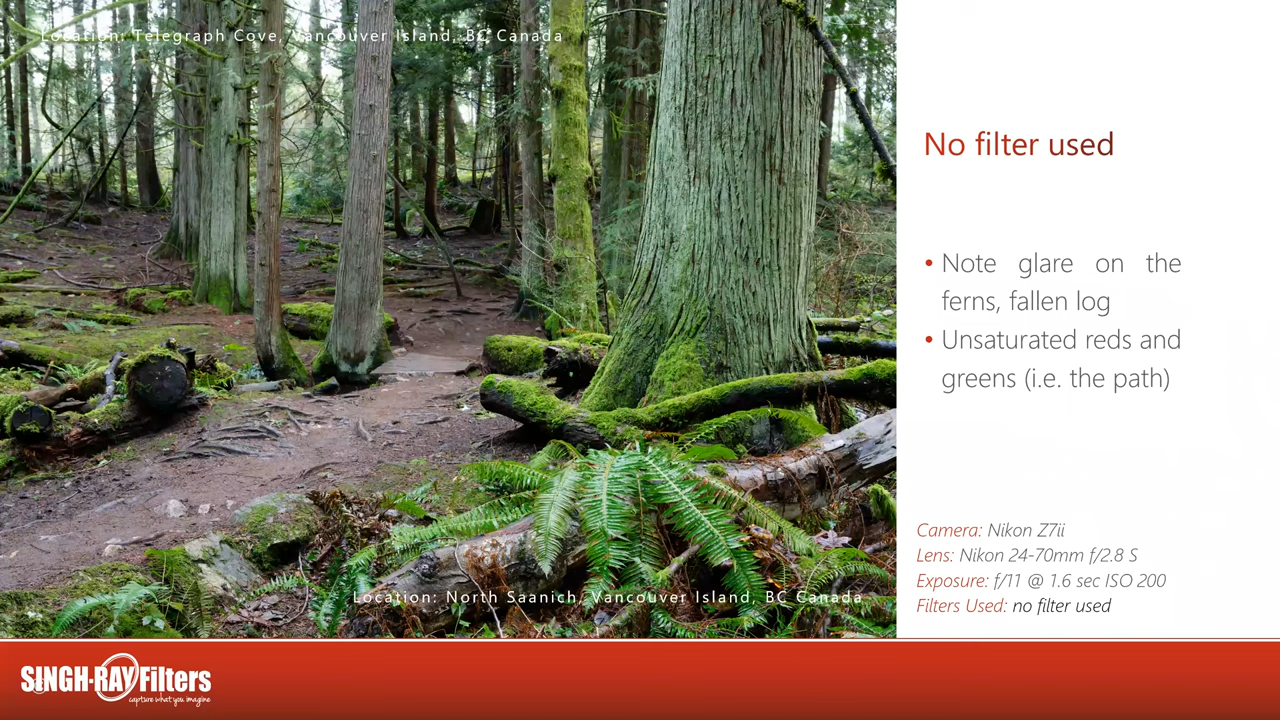 Location: Telegraph Cove, Vancouver Island, BC Canada
No filter used
• Note glare on the
ferns, fallen log
• Unsaturated reds and
greens (i.e. the path)
Camera: Nikon Z7ii
Lens: Nikon 24-70mm f/2.8 S
Exposure: f/11 @ 1.6 sec ISO 200
Filters Used: no filter used
Location: North Saanich, Vancouver Island, BC Canada
SINGH-RAY Filters
capture what you imagine